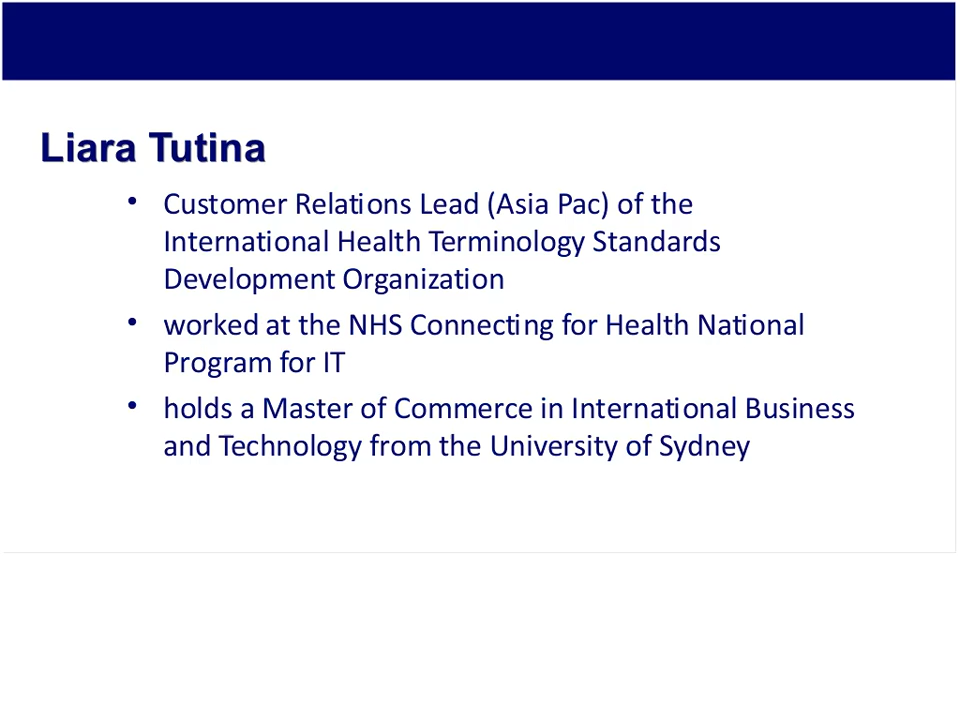 Liara Tutina
• Customer Relations Lead (Asia Pac) of the
International Health Terminology Standards
Development Organization
• worked at the NHS Connecting for Health National
Program for IT
• holds a Master of Commerce in International Business
and Technology from the University of Sydney